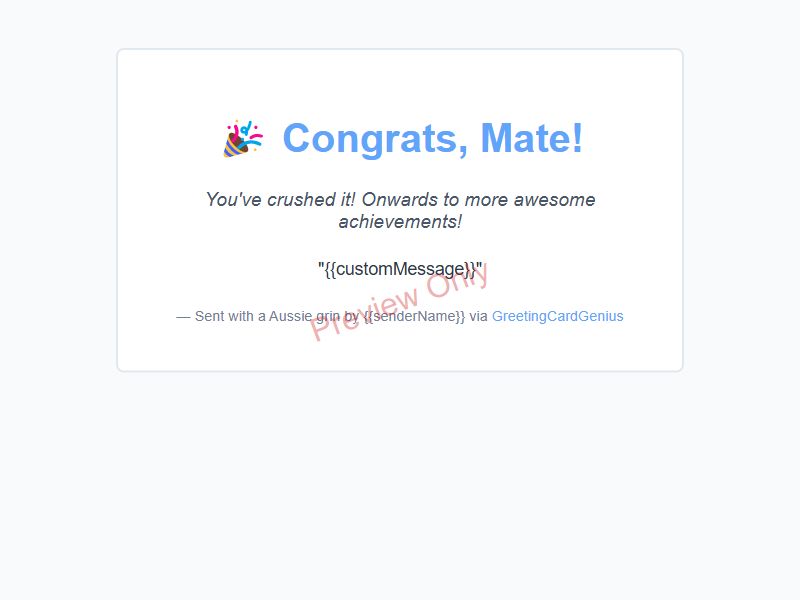 🎉 Congrats, Mate!
You've crushed it! Onwards to more awesome
achievements!
"{{customMessage}}"
Preview Only
— Sent with a Aussie grin by {{senderName}} via GreetingCardGenius